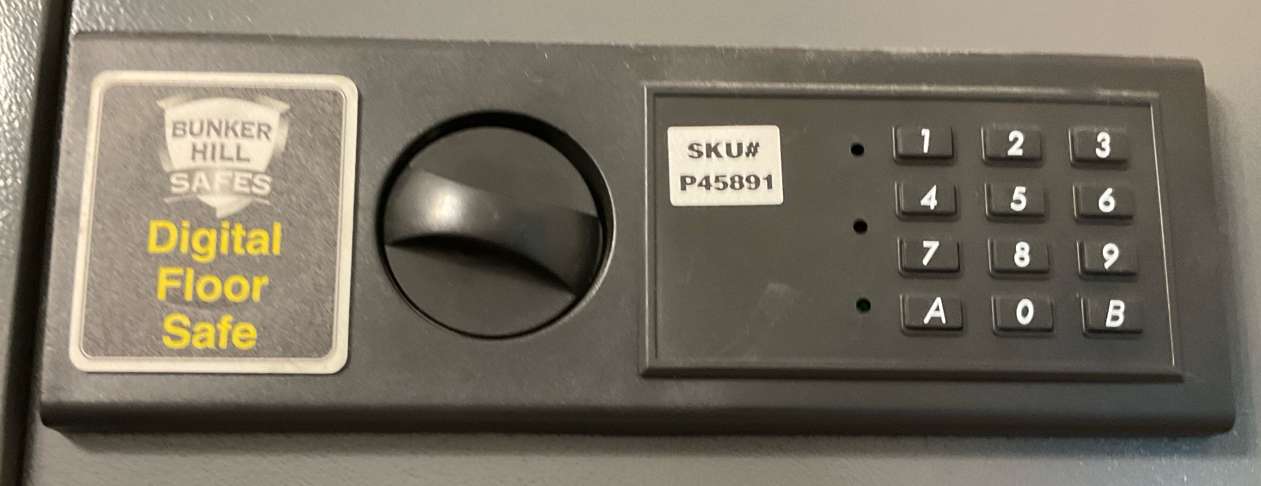 BUNKER
HILL
SAFES
Digital
Floor
Safe
SKU#
P45891
1 2 3
4 5 6
7 8 9
A 0 B